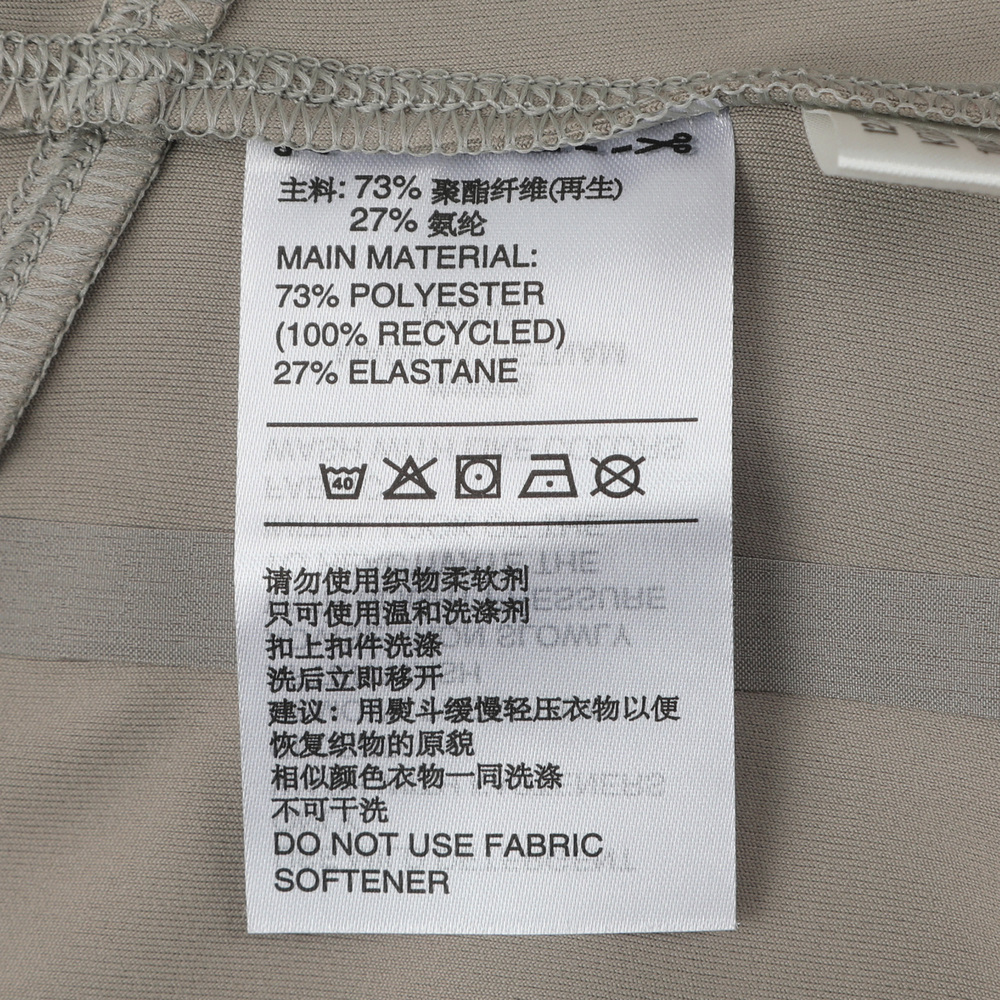 主料: 73% 聚酯纤维(再生)
27% 氨纶
MAIN MATERIAL:
73% POLYESTER
(100% RECYCLED)
27% ELASTANE
40
请勿使用织物柔软剂
只可使用温和洗涤剂
扣上扣件洗涤
洗后立即移开
建议: 用熨斗缓慢轻压衣物以便
恢复织物的原貌
相似颜色衣物一同洗涤
不可干洗
DO NOT USE FABRIC
SOFTENER